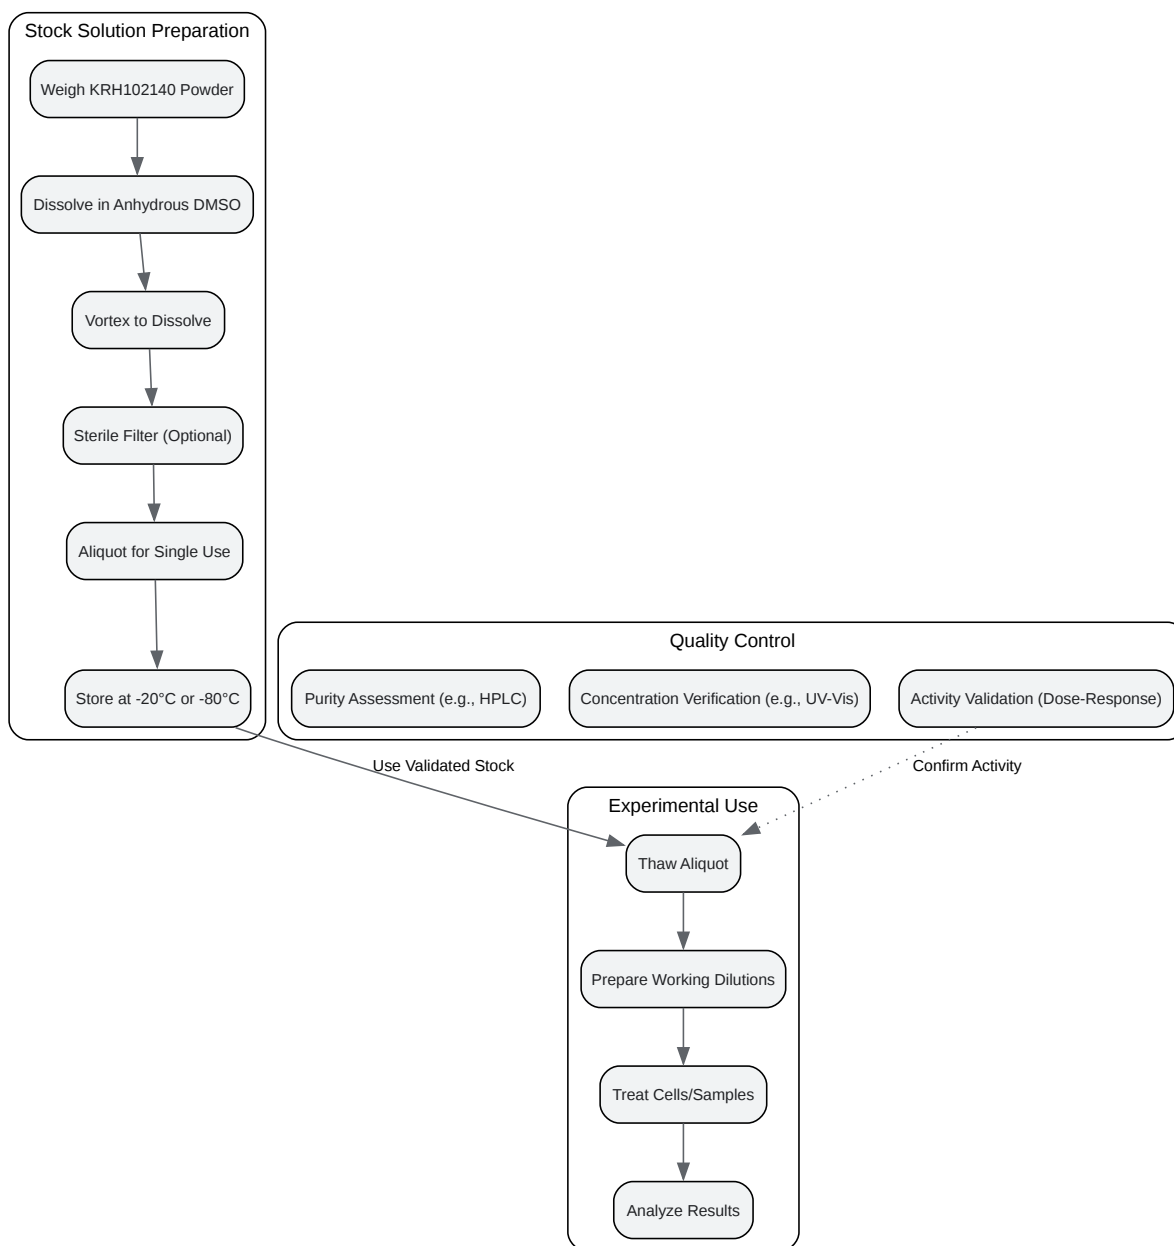 Stock Solution Preparation
Weigh KRH102140 Powder
Dissolve in Anhydrous DMSO
Vortex to Dissolve
Sterile Filter (Optional)
Aliquot for Single Use
Store at -20°C or -80°C
Quality Control
Purity Assessment (e.g., HPLC)
Concentration Verification (e.g., UV-Vis)
Activity Validation (Dose-Response)
Use Validated Stock
Confirm Activity
Experimental Use
Thaw Aliquot
Prepare Working Dilutions
Treat Cells/Samples
Analyze Results